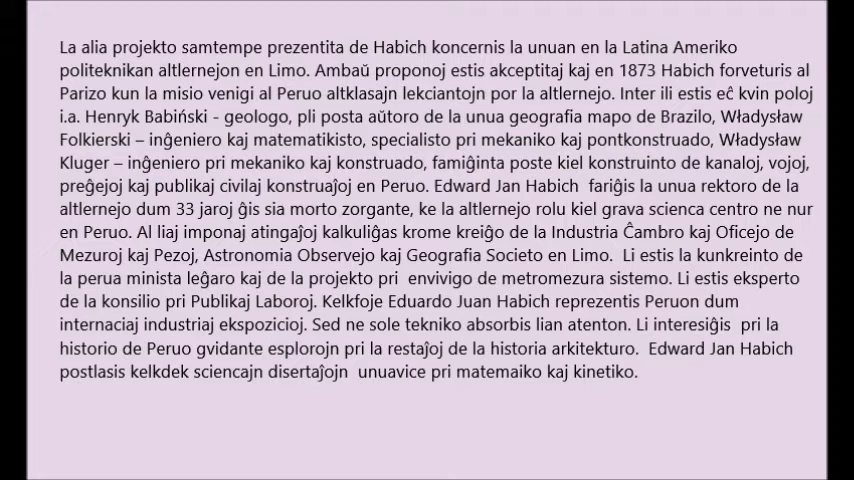 La alia projekto samtempe prezentita de Habich koncernis la unuan en la Latina Ameriko
politeknikan altlernejon en Limo. Ambaŭ proponoj estis akceptitaj kaj en 1873 Habich forveturis al
Parizo kun la misio venigi al Peruo altklasajn lekciantojn por la altlernejo. Inter ili estis eĉ kvin poloj
i.a. Henryk Babiński - geologo, pli posta aŭtoro de la unua geografia mapo de Brazilo, Władysław
Folkierski – inĝeniero kaj matematikisto, specialisto pri mekaniko kaj pontkonstruado, Władysław
Kluger – inĝeniero pri mekaniko kaj konstruado, famiĝinta poste kiel konstruinto de kanaloj, vojoj,
preĝejoj kaj publikaj civilaj konstruaĵoj en Peruo. Edward Jan Habich  fariĝis la unua rektoro de la
altlernejo dum 33 jaroj ĝis sia morto zorgante, ke la altlernejo rolu kiel grava scienca centro ne nur
en Peruo. Al liaj imponaj atingaĵoj kalkuliĝas krome kreiĝo de la Industria Ĉambro kaj Oficejo de
Mezuroj kaj Pezoj, Astronomia Observejo kaj Geografia Societo en Limo.  Li estis la kunkreinto de
la perua minista leĝaro kaj de la projekto pri  envivigo de metromezura sistemo. Li estis eksperto
de la konsilio pri Publikaj Laboroj. Kelkfoje Eduardo Juan Habich reprezentis Peruon dum
internaciaj industriaj ekspozicioj. Sed ne sole tekniko absorbis lian atenton. Li interesiĝis  pri la
historio de Peruo gvidante esplorojn pri la restaĵoj de la historia arkitekturo.  Edward Jan Habich
postlasis kelkdek sciencajn disertaĵojn  unuavice pri matemaiko kaj kinetiko.